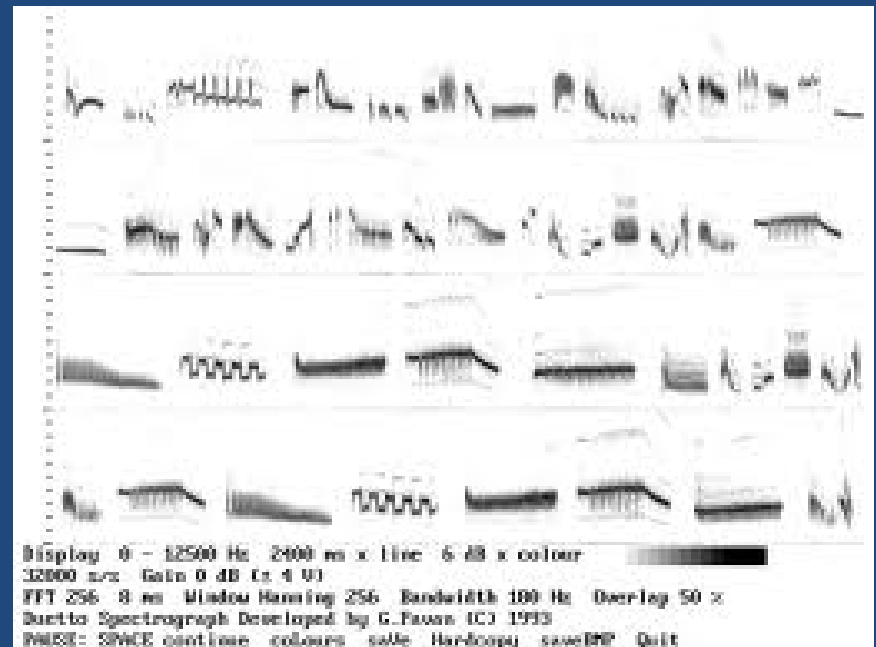 Display 0 - 12500 Hz 2400 ms x line 6 dB x colour
32000 s/s Gain 0 dB (± 4 V)
FFT 256 8 ms Window Hanning 256 Bandwidth 180 Hz Overlay 50 %
Duetto Spectrograph Developed by G.Pavan (C) 1993
PAUSE: SPACE continue colours saVe Hardcopy saveBMP Quit